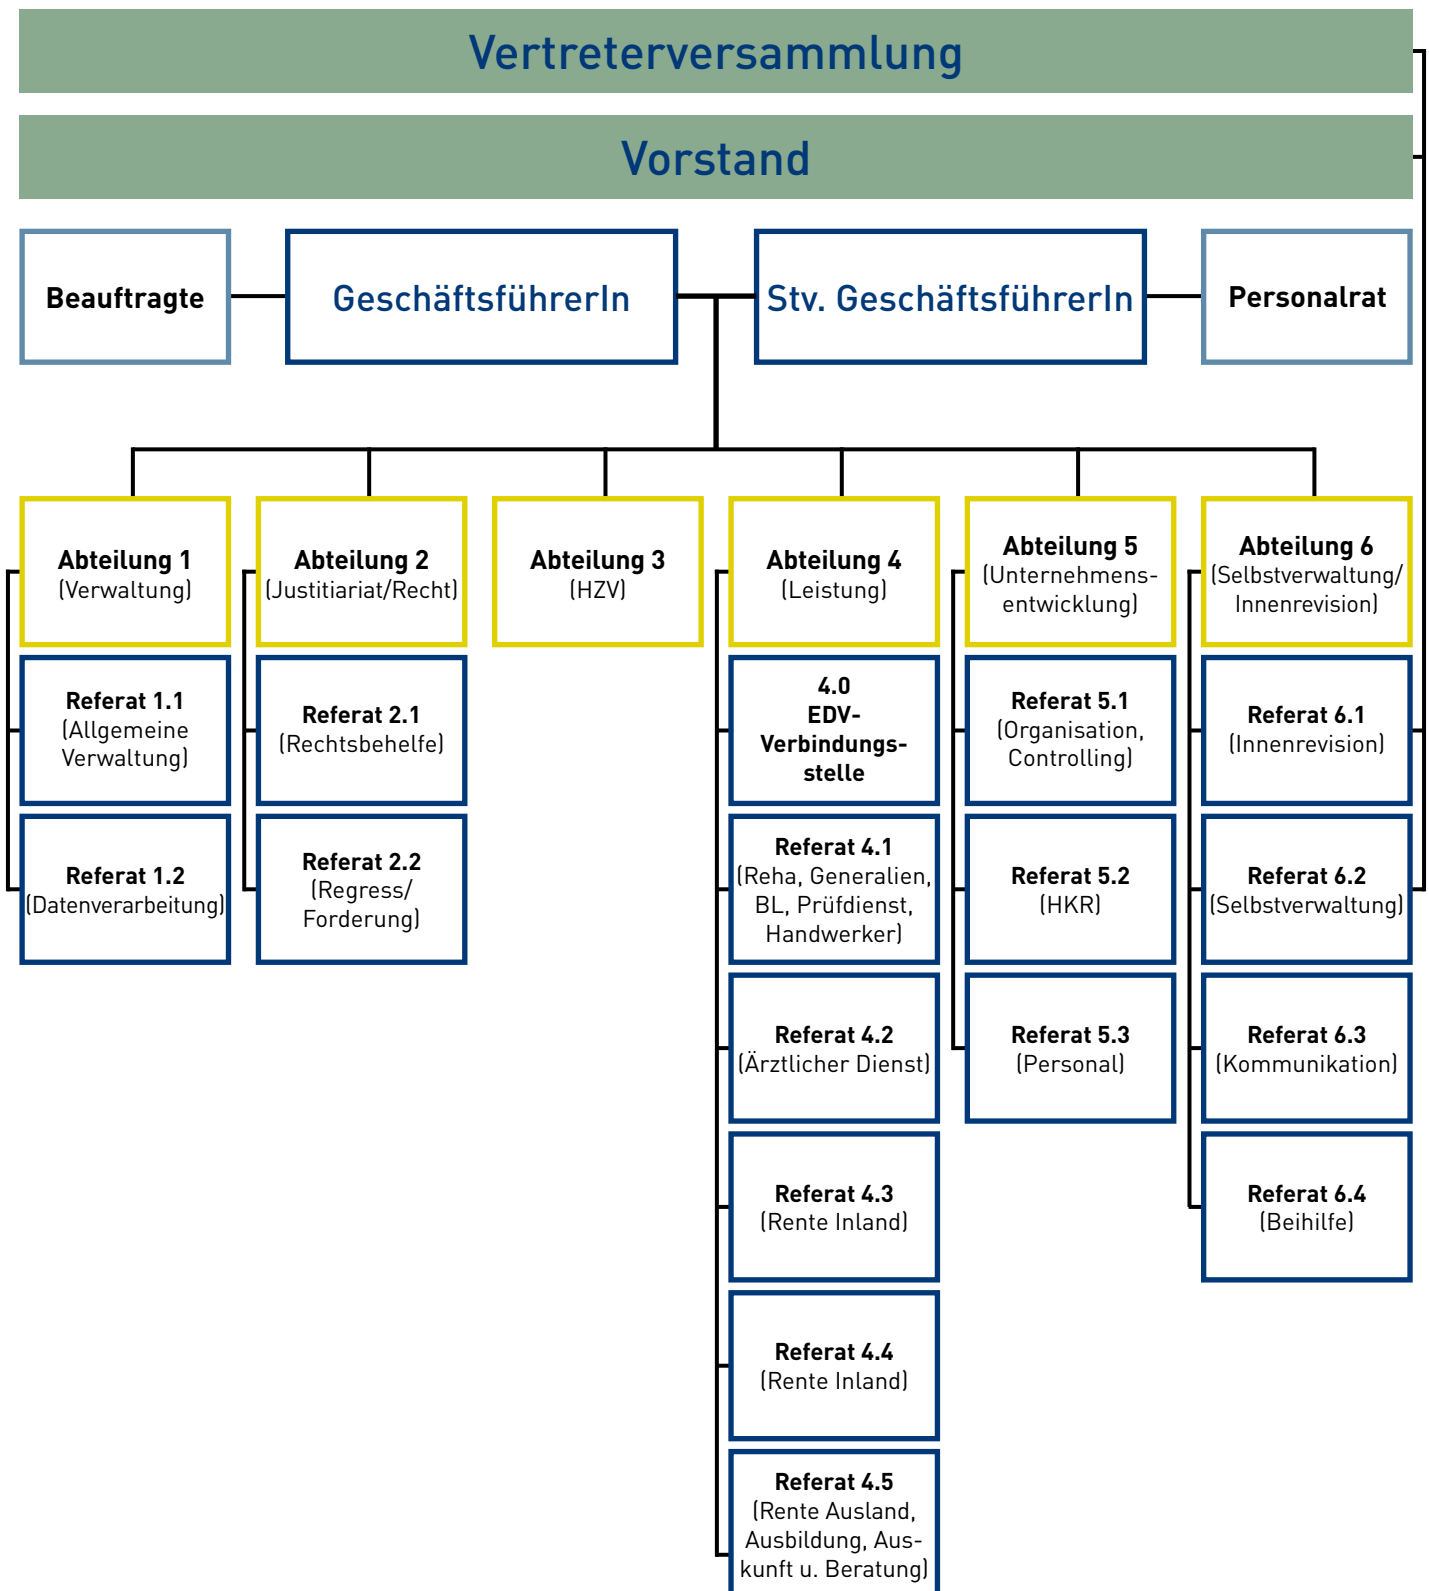 Vertreterversammlung
Vorstand
Beauftragte
GeschäftsführerIn
Stv. GeschäftsführerIn
Personalrat
Abteilung 1
(Verwaltung)
Abteilung 2
(Justitiariat/Recht)
Abteilung 3
(HZV)
Abteilung 4
(Leistung)
Abteilung 5
(Unternehmens-
entwicklung)
Abteilung 6
(Selbstverwaltung/
Innenrevision)
Referat 1.1
(Allgemeine
Verwaltung)
Referat 2.1
(Rechtsbehelfe)
4.0
EDV-
Verbindungs-
stelle
Referat 5.1
(Organisation,
Controlling)
Referat 6.1
(Innenrevision)
Referat 1.2
(Datenverarbeitung)
Referat 2.2
(Regress/
Forderung)
Referat 4.1
(Reha, Generalien,
BL, Prüfdienst,
Handwerker)
Referat 5.2
(HKR)
Referat 6.2
(Selbstverwaltung)
Referat 4.2
(Ärztlicher Dienst)
Referat 5.3
(Personal)
Referat 6.3
(Kommunikation)
Referat 4.3
(Rente Inland)
Referat 6.4
(Beihilfe)
Referat 4.4
(Rente Inland)
Referat 4.5
(Rente Ausland,
Ausbildung, Aus-
kunft u. Beratung)